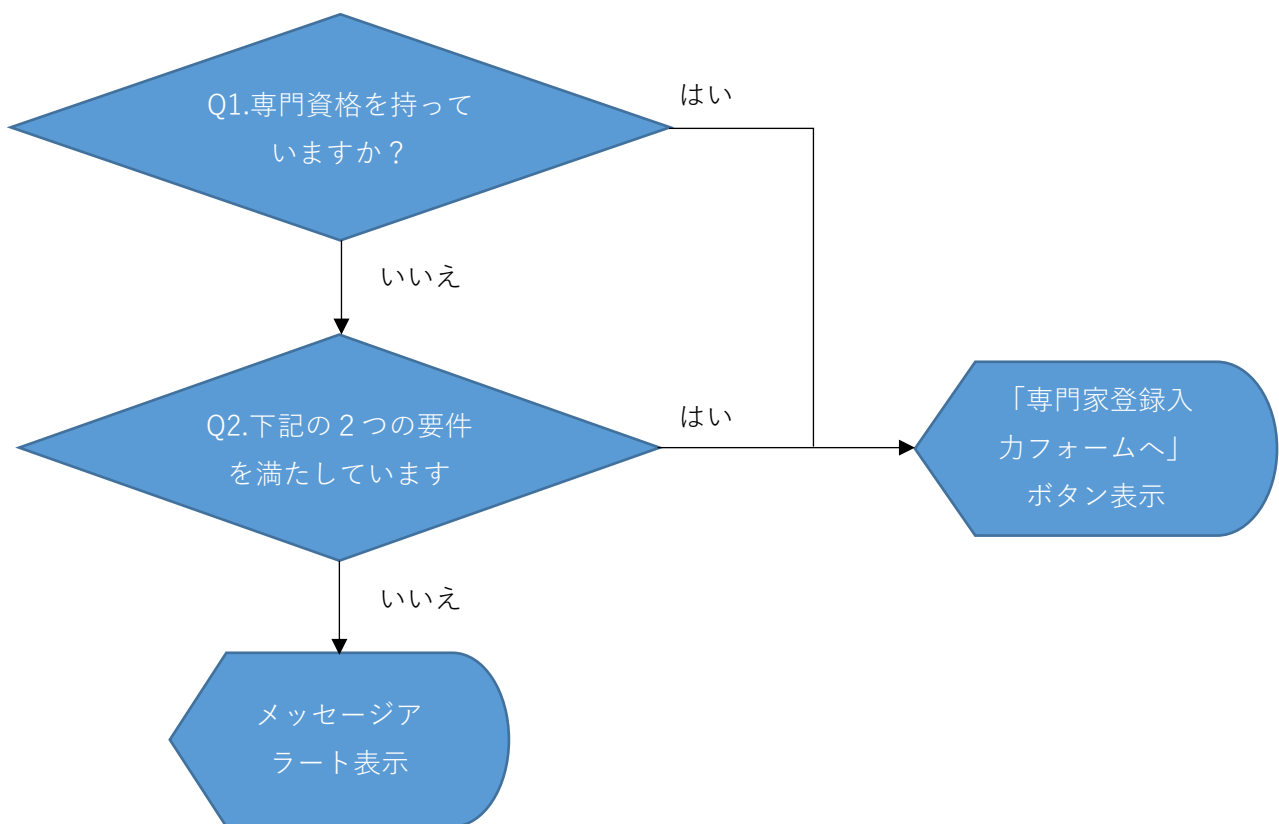 Q1.専門資格を持って
いますか？
はい
いいえ
Q2.下記の２つの要件
を満たしています
はい
「専門家登録入
力フォームへ」
ボタン表示
いいえ
メッセージア
ラート表示